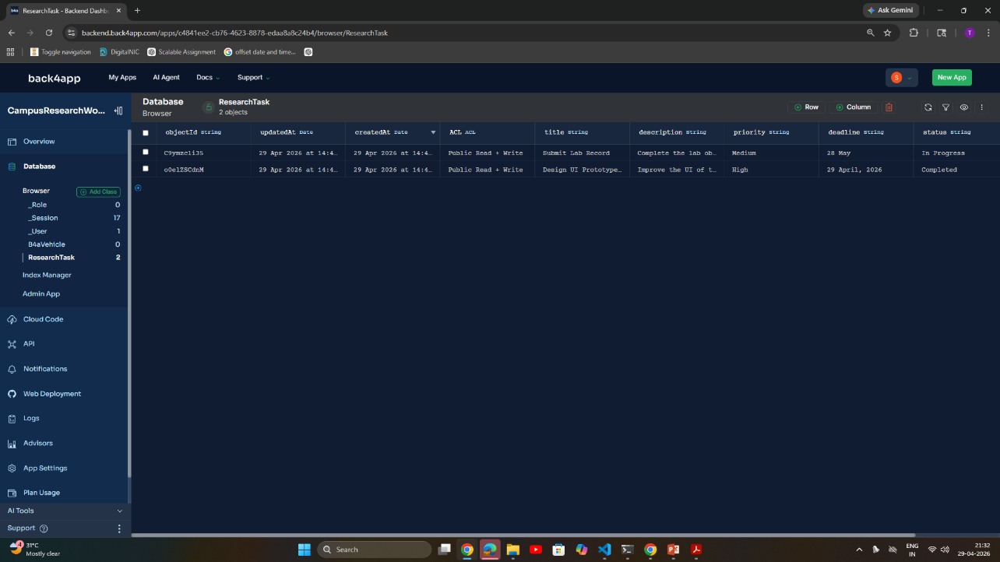 b4a ResearchTask - Backend Dashb
Ask Gemini
backend.back4app.com/apps/c4841ee2-cb76-4623-8878-edaa8a8c24b4/browser/ResearchTask
T
Toggle navigation DigitalNIC Scalable Assignment offset date and time...
back4app My Apps AI Agent Docs Support S New App
CampusResearchWo...
Database
Browser
ResearchTask
2 objects
Row Column
Overview
Database
Browser Add Class
_Role 0
_Session 17
_User 1
B4aVehicle 0
ResearchTask 2
Index Manager
Admin App
Cloud Code
API
Notifications
Web Deployment
Logs
Advisors
App Settings
Plan Usage
AI Tools
Support
objectId String updatedAt Date createdAt Date ACL ACL title String description String priority String deadline String status String
C9ymzcli35 29 Apr 2026 at 14:4... 29 Apr 2026 at 14:4... Public Read + Write Submit Lab Record Complete the lab ob... Medium 28 May In Progress
29 Apr 2026 at 14:4... 29 Apr 2026 at 14:4... Public Read + Write Design UI Prototype... Improve the UI of t... High 29 April, 2026 Completed
4
31°C
Mostly clear
Search
ENG
IN
21:32
29-04-2026